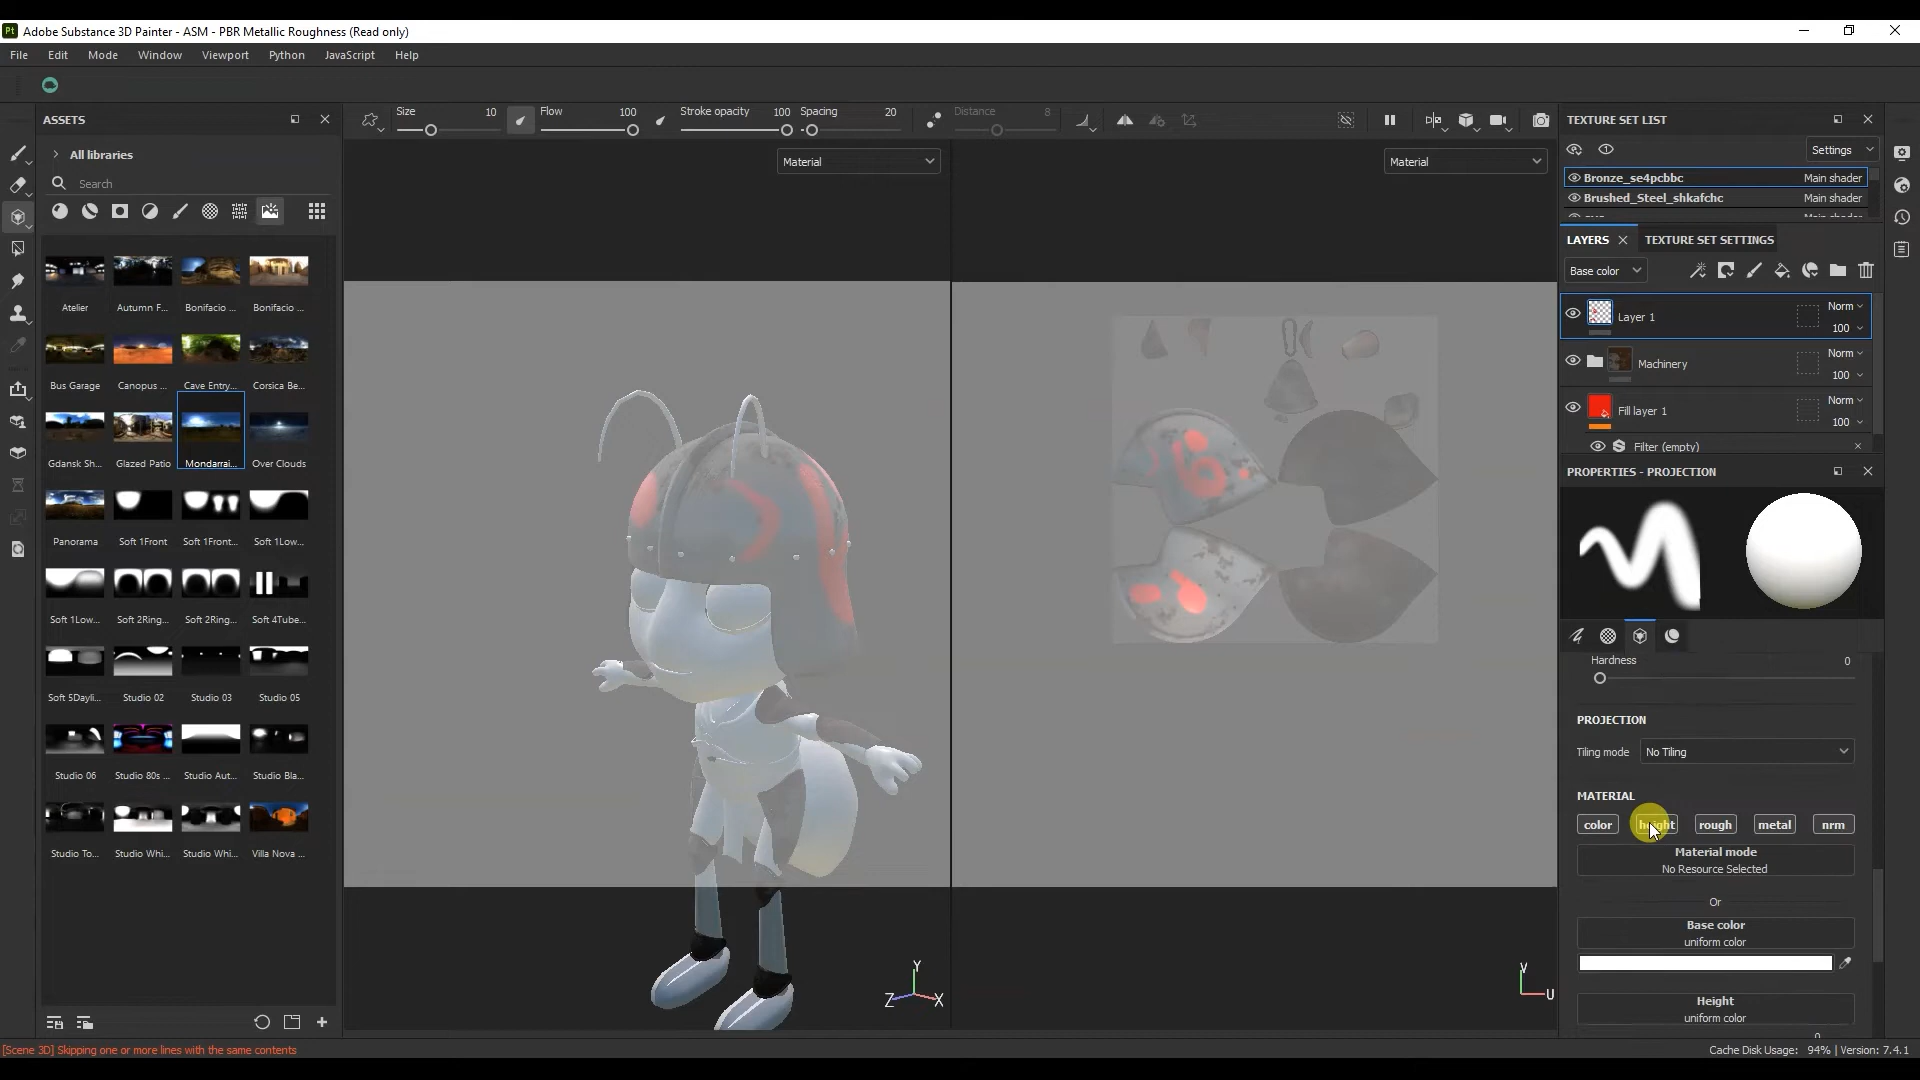 Pt Adobe Substance 3D Painter - ASM - PBR Metallic Roughness (Read only)
File Edit Mode Window Viewport Python JavaScript Help
Size 10 Flow 100 Stroke opacity 100 Spacing 20 Distance 8
ASSETS
All libraries
Search
Atelier Autumn F... Bonifacio ... Bonifacio ...
Bus Garage Canopus ... Cave Entry... Corsica Be...
Gdansk Sh... Glazed Patio Mondarrai... Over Clouds
Panorama Soft 1Front Soft 1Front... Soft 1Low...
Soft 1Low... Soft 2Ring... Soft 2Ring... Soft 4Tube...
Soft 5Dayli... Studio 02 Studio 03 Studio 05
Studio 06 Studio 80s ... Studio Aut... Studio Bla...
Studio To... Studio Whi... Studio Whi... Villa Nova ...
Material
Material
Y
Z
X
V
U
TEXTURE SET LIST
Settings
Bronze_se4pcbbc Main shader
Brushed_Steel_shkafchc Main shader
Main shader
LAYERS TEXTURE SET SETTINGS
Base color
Layer 1 Norm 100
Machinery Norm 100
Fill layer 1 Norm 100
Filter (empty)
PROPERTIES - PROJECTION
Hardness 0
PROJECTION
Tiling mode No Tiling
MATERIAL
color height rough metal nrm
Material mode
No Resource Selected
Or
Base color
uniform color
Height
uniform color
0
[Scene 3D] Skipping one or more lines with the same contents
Cache Disk Usage: 94% | Version: 7.4.1